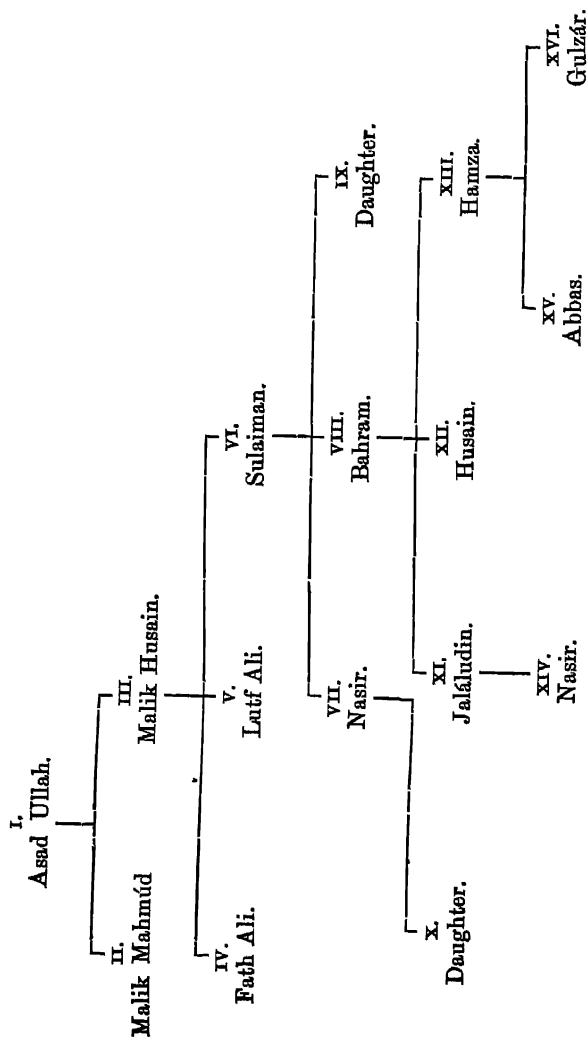 I.
Asad Ullah.
II.
Malik Mahmúd
III.
Malik Husain.
IV.
Fath Ali.
V.
Lutf Ali.
VI.
Sulaiman.
VII.
Nasir.
VIII.
Bahram.
IX.
Daughter.
X.
Daughter.
XI.
Jaláludin.
XII.
Husain.
XIII.
Hamza.
XIV.
Nasir.
XV.
Abbas.
XVI.
Gulzár.